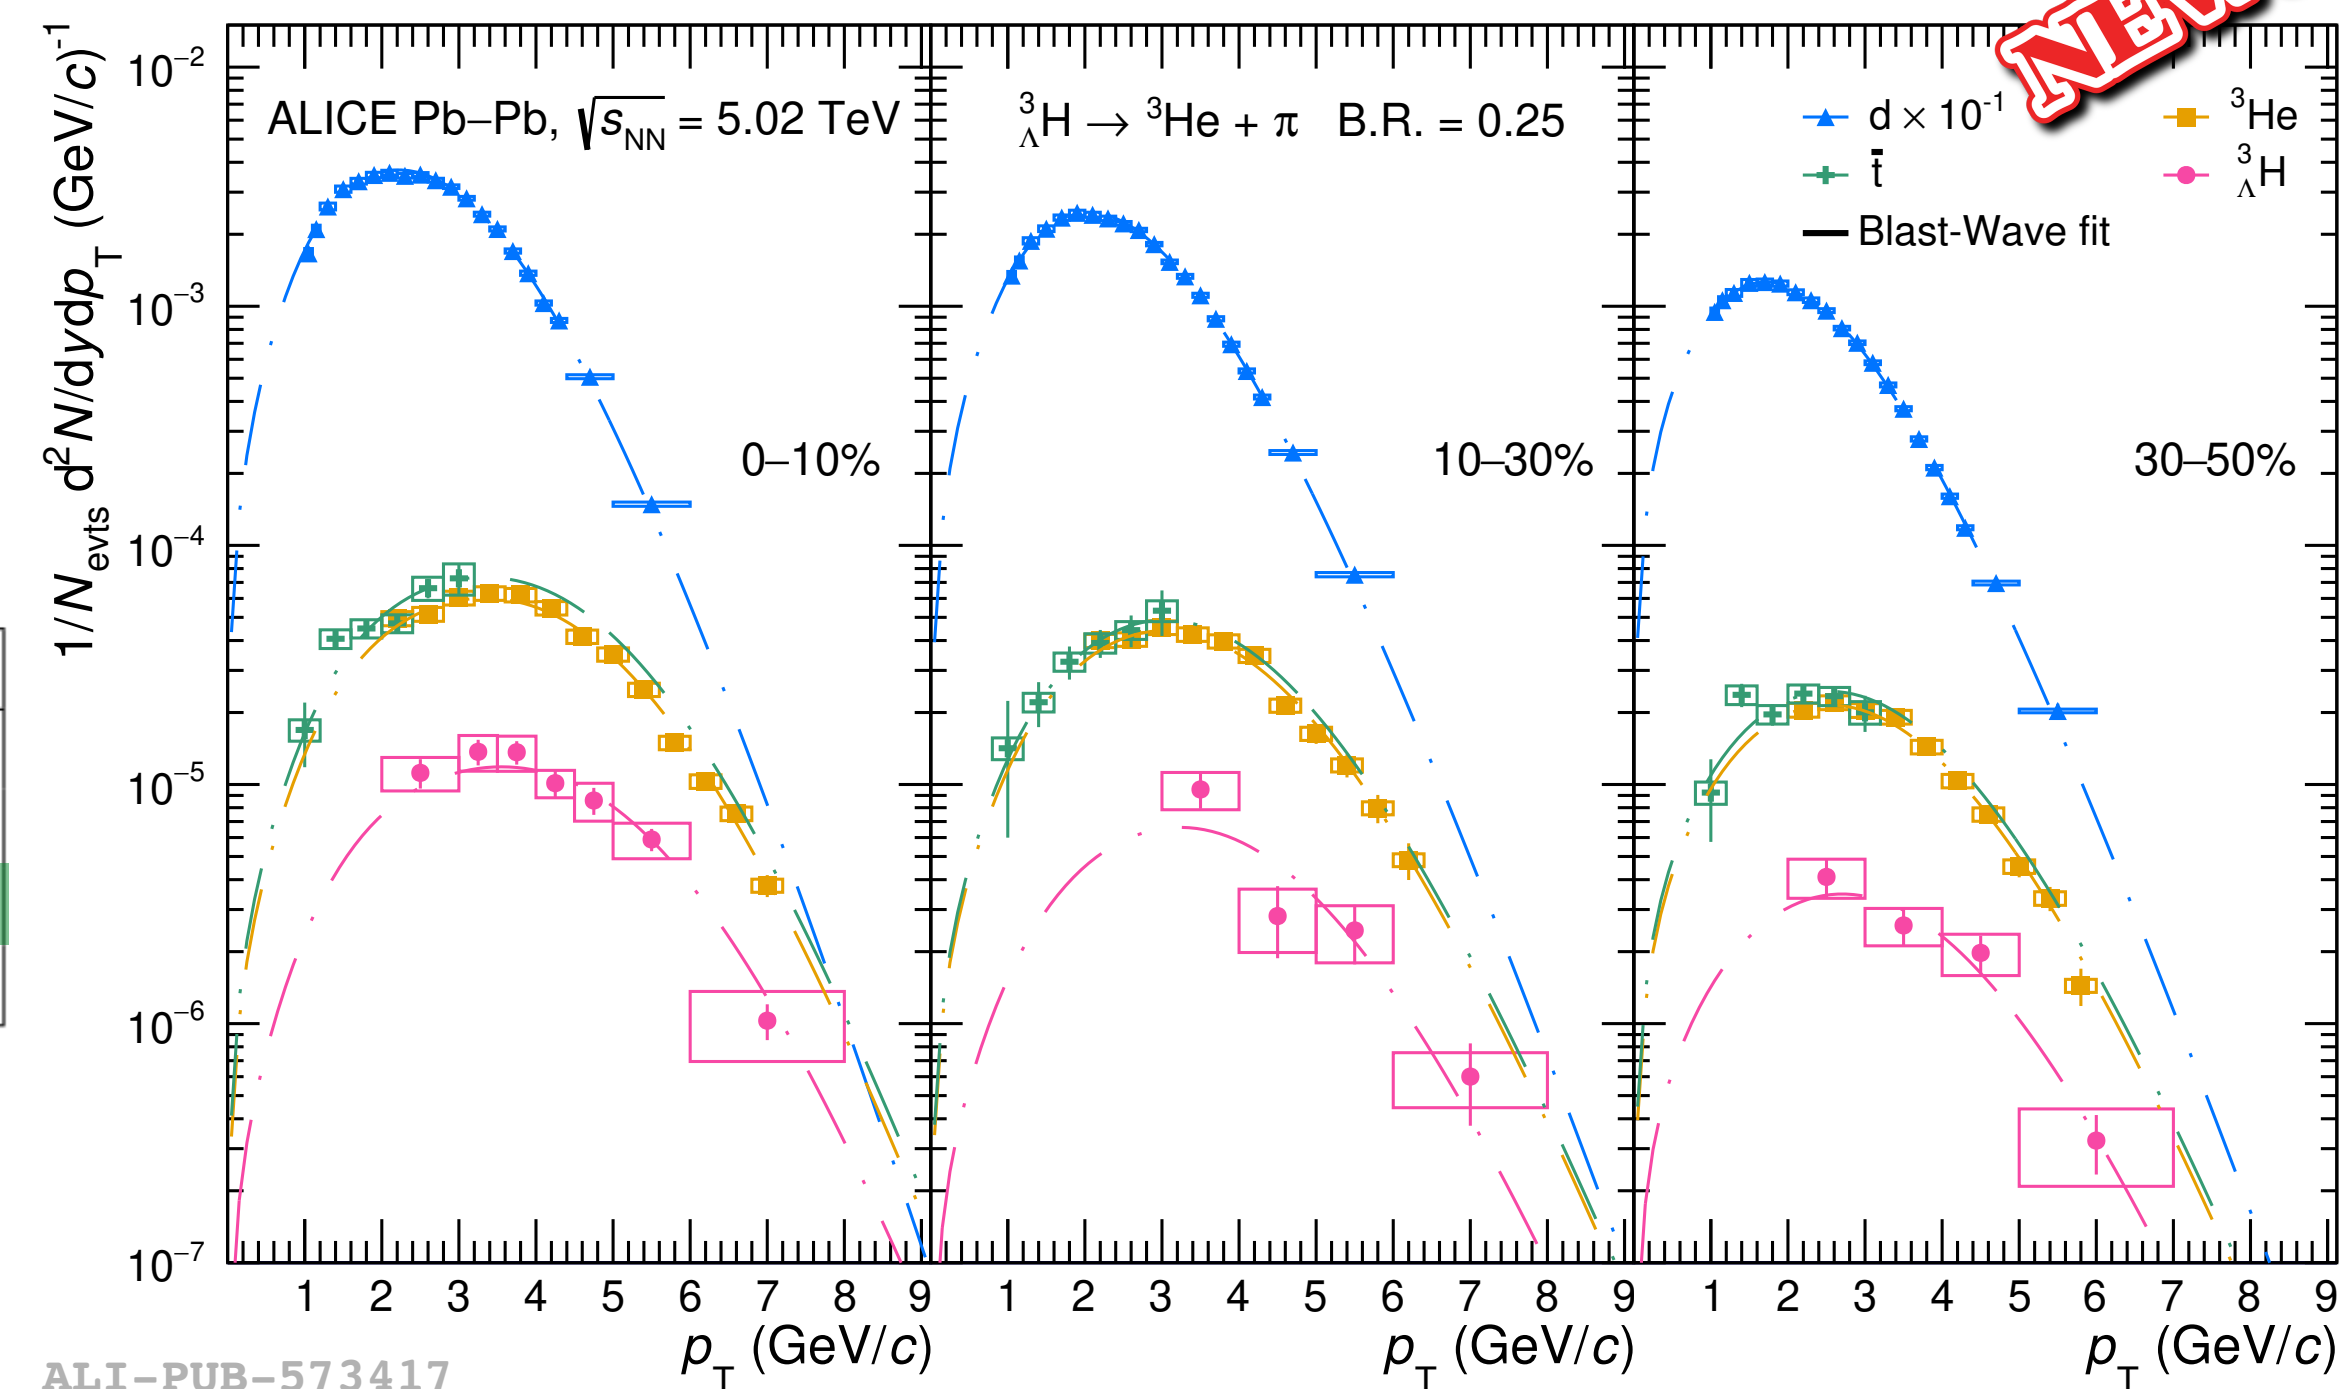 NEW
ALICE Pb–Pb, √sNN = 5.02 TeV
³ΛH → ³He + π B.R. = 0.25
d × 10⁻¹
³He
t̄
³ΛH
Blast-Wave fit
0–10%
10–30%
30–50%
1/Nevts d²N/dydpT (GeV/c)⁻¹
10⁻²
10⁻³
10⁻⁴
10⁻⁵
10⁻⁶
10⁻⁷
1 2 3 4 5 6 7 8 9
1 2 3 4 5 6 7 8 9
1 2 3 4 5 6 7 8 9
pT (GeV/c)
pT (GeV/c)
pT (GeV/c)
ALI-PUB-573417